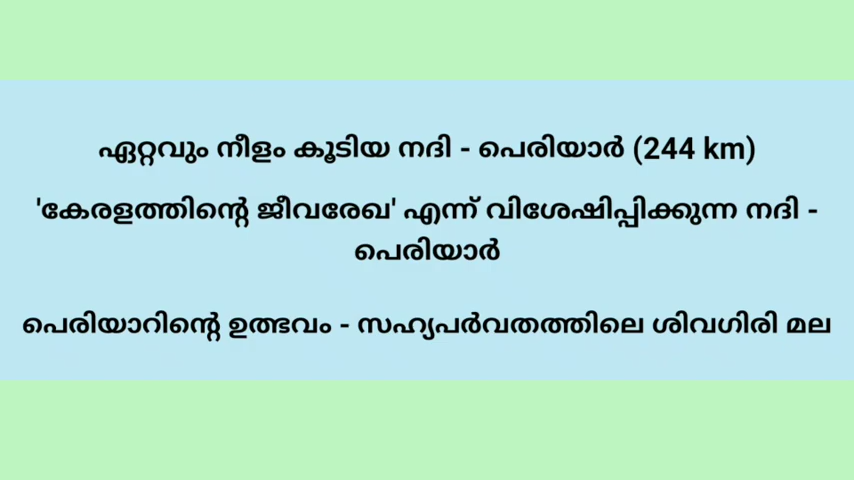 ഏറ്റവും നീളം കൂടിയ നദി - പെരിയാർ (244 km)
'കേരളത്തിന്റെ ജീവരേഖ' എന്ന് വിശേഷിപ്പിക്കുന്ന നദി -
പെരിയാർ
പെരിയാറിന്റെ ഉത്ഭവം - സഹ്യപർവതത്തിലെ ശിവഗിരി മല